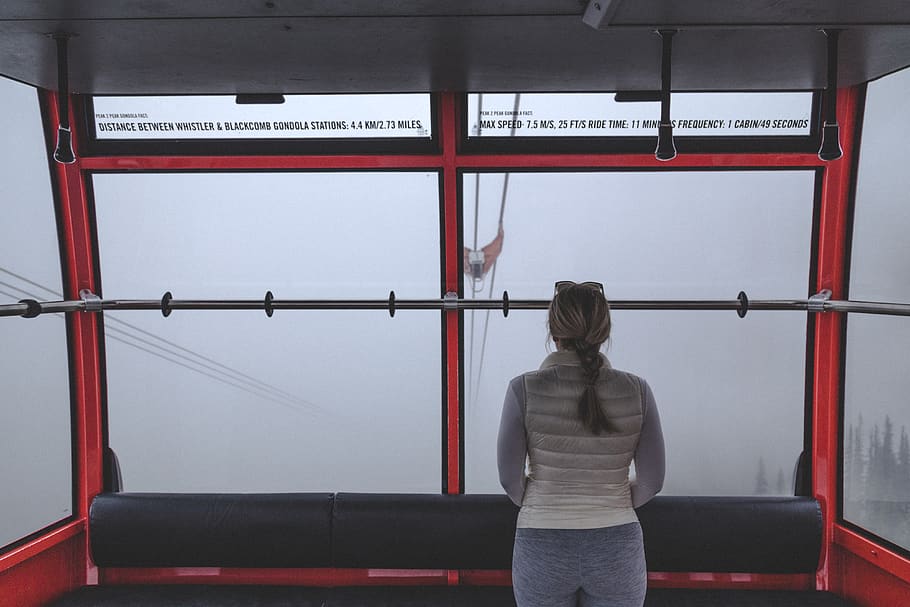 PEAK 2 PEAK GONDOLA FACT:
DISTANCE BETWEEN WHISTLER & BLACKCOMB GONDOLA STATIONS: 4.4 KM/2.73 MILES
PEAK 2 PEAK GONDOLA FACT:
MAX SPEED: 7.5 M/S, 25 FT/S RIDE TIME: 11 MINUTES FREQUENCY: 1 CABIN/49 SECONDS